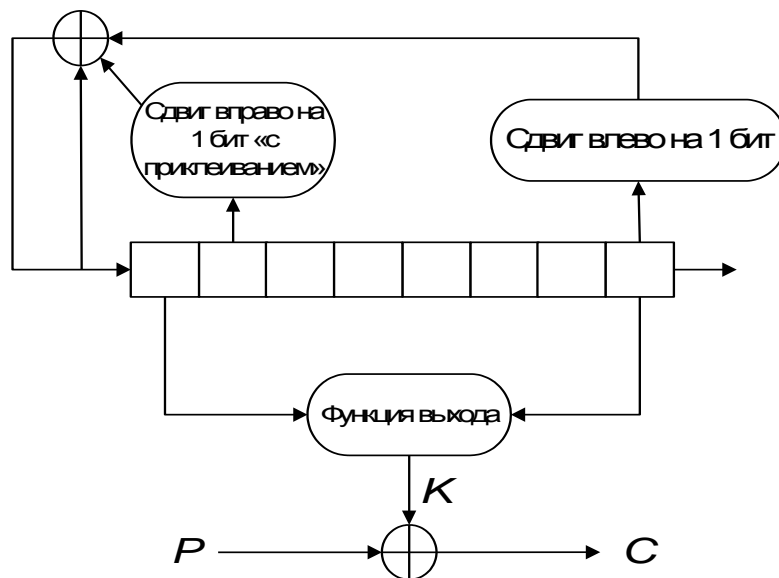 Сдвиг вправо на
1 бит «с
приклеиванием»
Сдвиг влево на 1 бит
Функция выхода
K
P
C